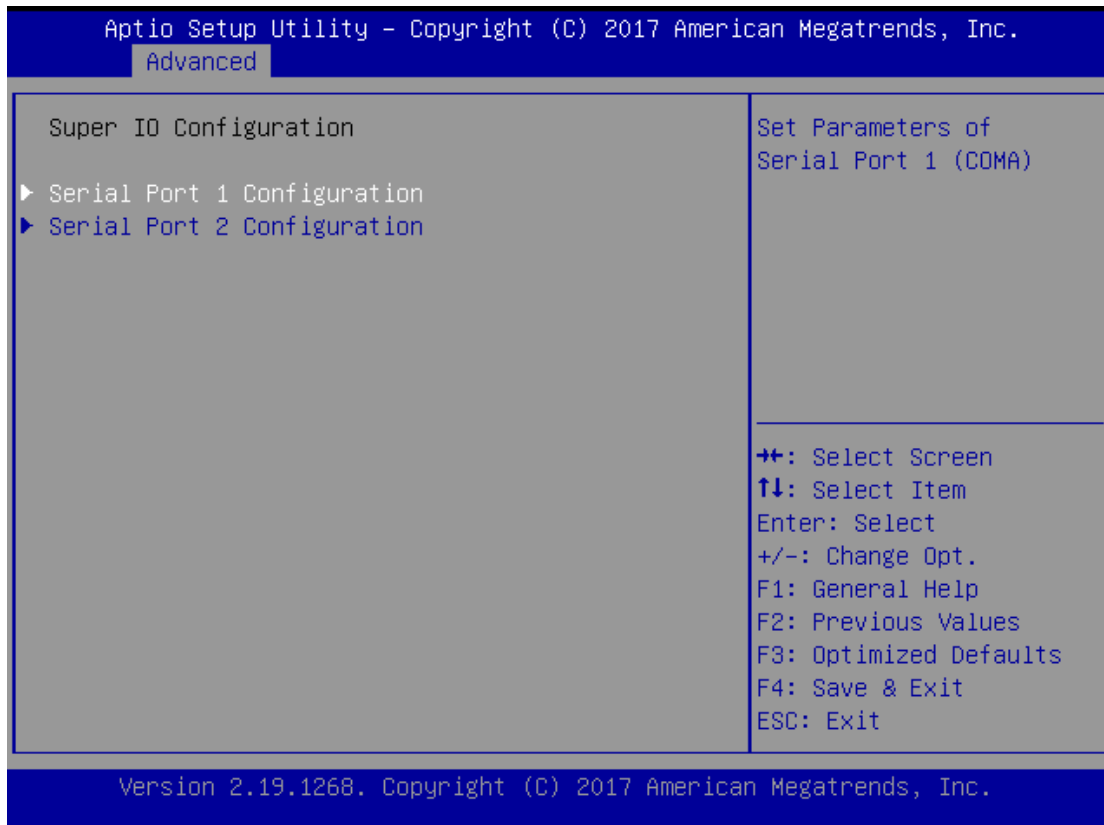 Aptio Setup Utility – Copyright (C) 2017 American Megatrends, Inc.
Advanced
Super IO Configuration
▶ Serial Port 1 Configuration
▶ Serial Port 2 Configuration
Set Parameters of
Serial Port 1 (COMA)
→←: Select Screen
↑↓: Select Item
Enter: Select
+/-: Change Opt.
F1: General Help
F2: Previous Values
F3: Optimized Defaults
F4: Save & Exit
ESC: Exit
Version 2.19.1268. Copyright (C) 2017 American Megatrends, Inc.